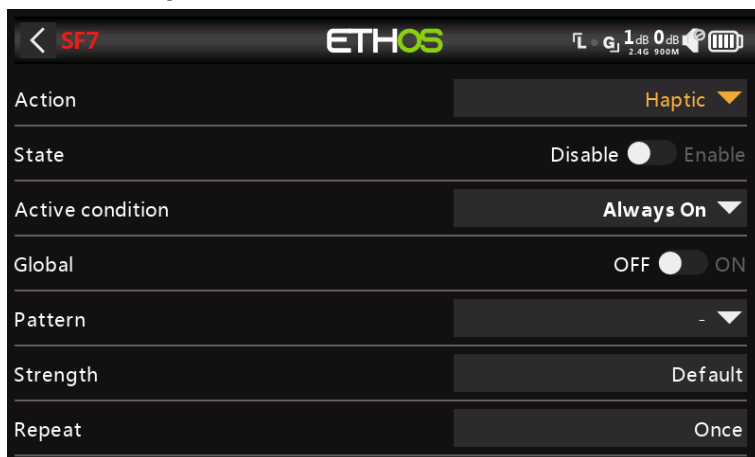 SF7 ETHOS L G 1dB 0dB
2.4G 900M
Action Haptic
State Disable Enable
Active condition Always On
Global OFF ON
Pattern -
Strength Default
Repeat Once